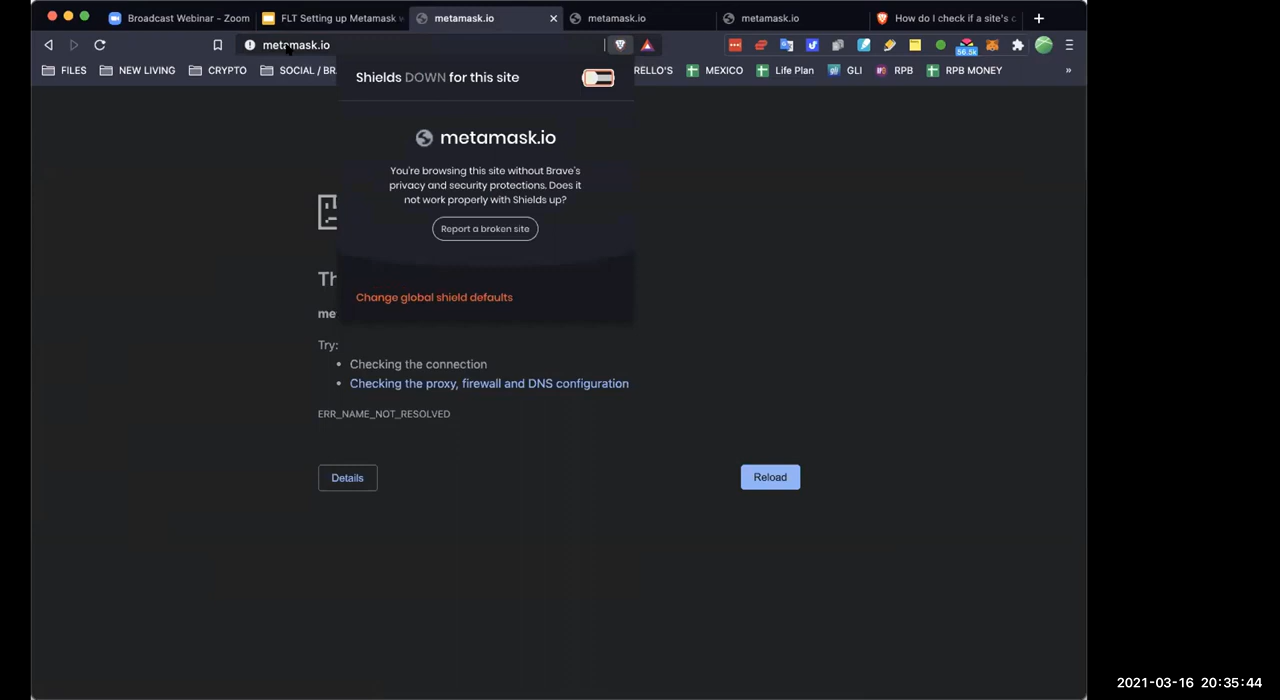 Broadcast Webinar - Zoom
FLT Setting up Metamask w
metamask.io
metamask.io
metamask.io
How do I check if a site's c
metamask.io
56.5k
FILES
NEW LIVING
CRYPTO
SOCIAL / BR
RELLO'S
MEXICO
Life Plan
GLI
RPB
RPB MONEY
»
Shields DOWN for this site
metamask.io
You're browsing this site without Brave's
privacy and security protections. Does it
not work properly with Shields up?
Report a broken site
Change global shield defaults
Th
me
Try:
• Checking the connection
• Checking the proxy, firewall and DNS configuration
ERR_NAME_NOT_RESOLVED
Details
Reload
2021-03-16 20:35:44